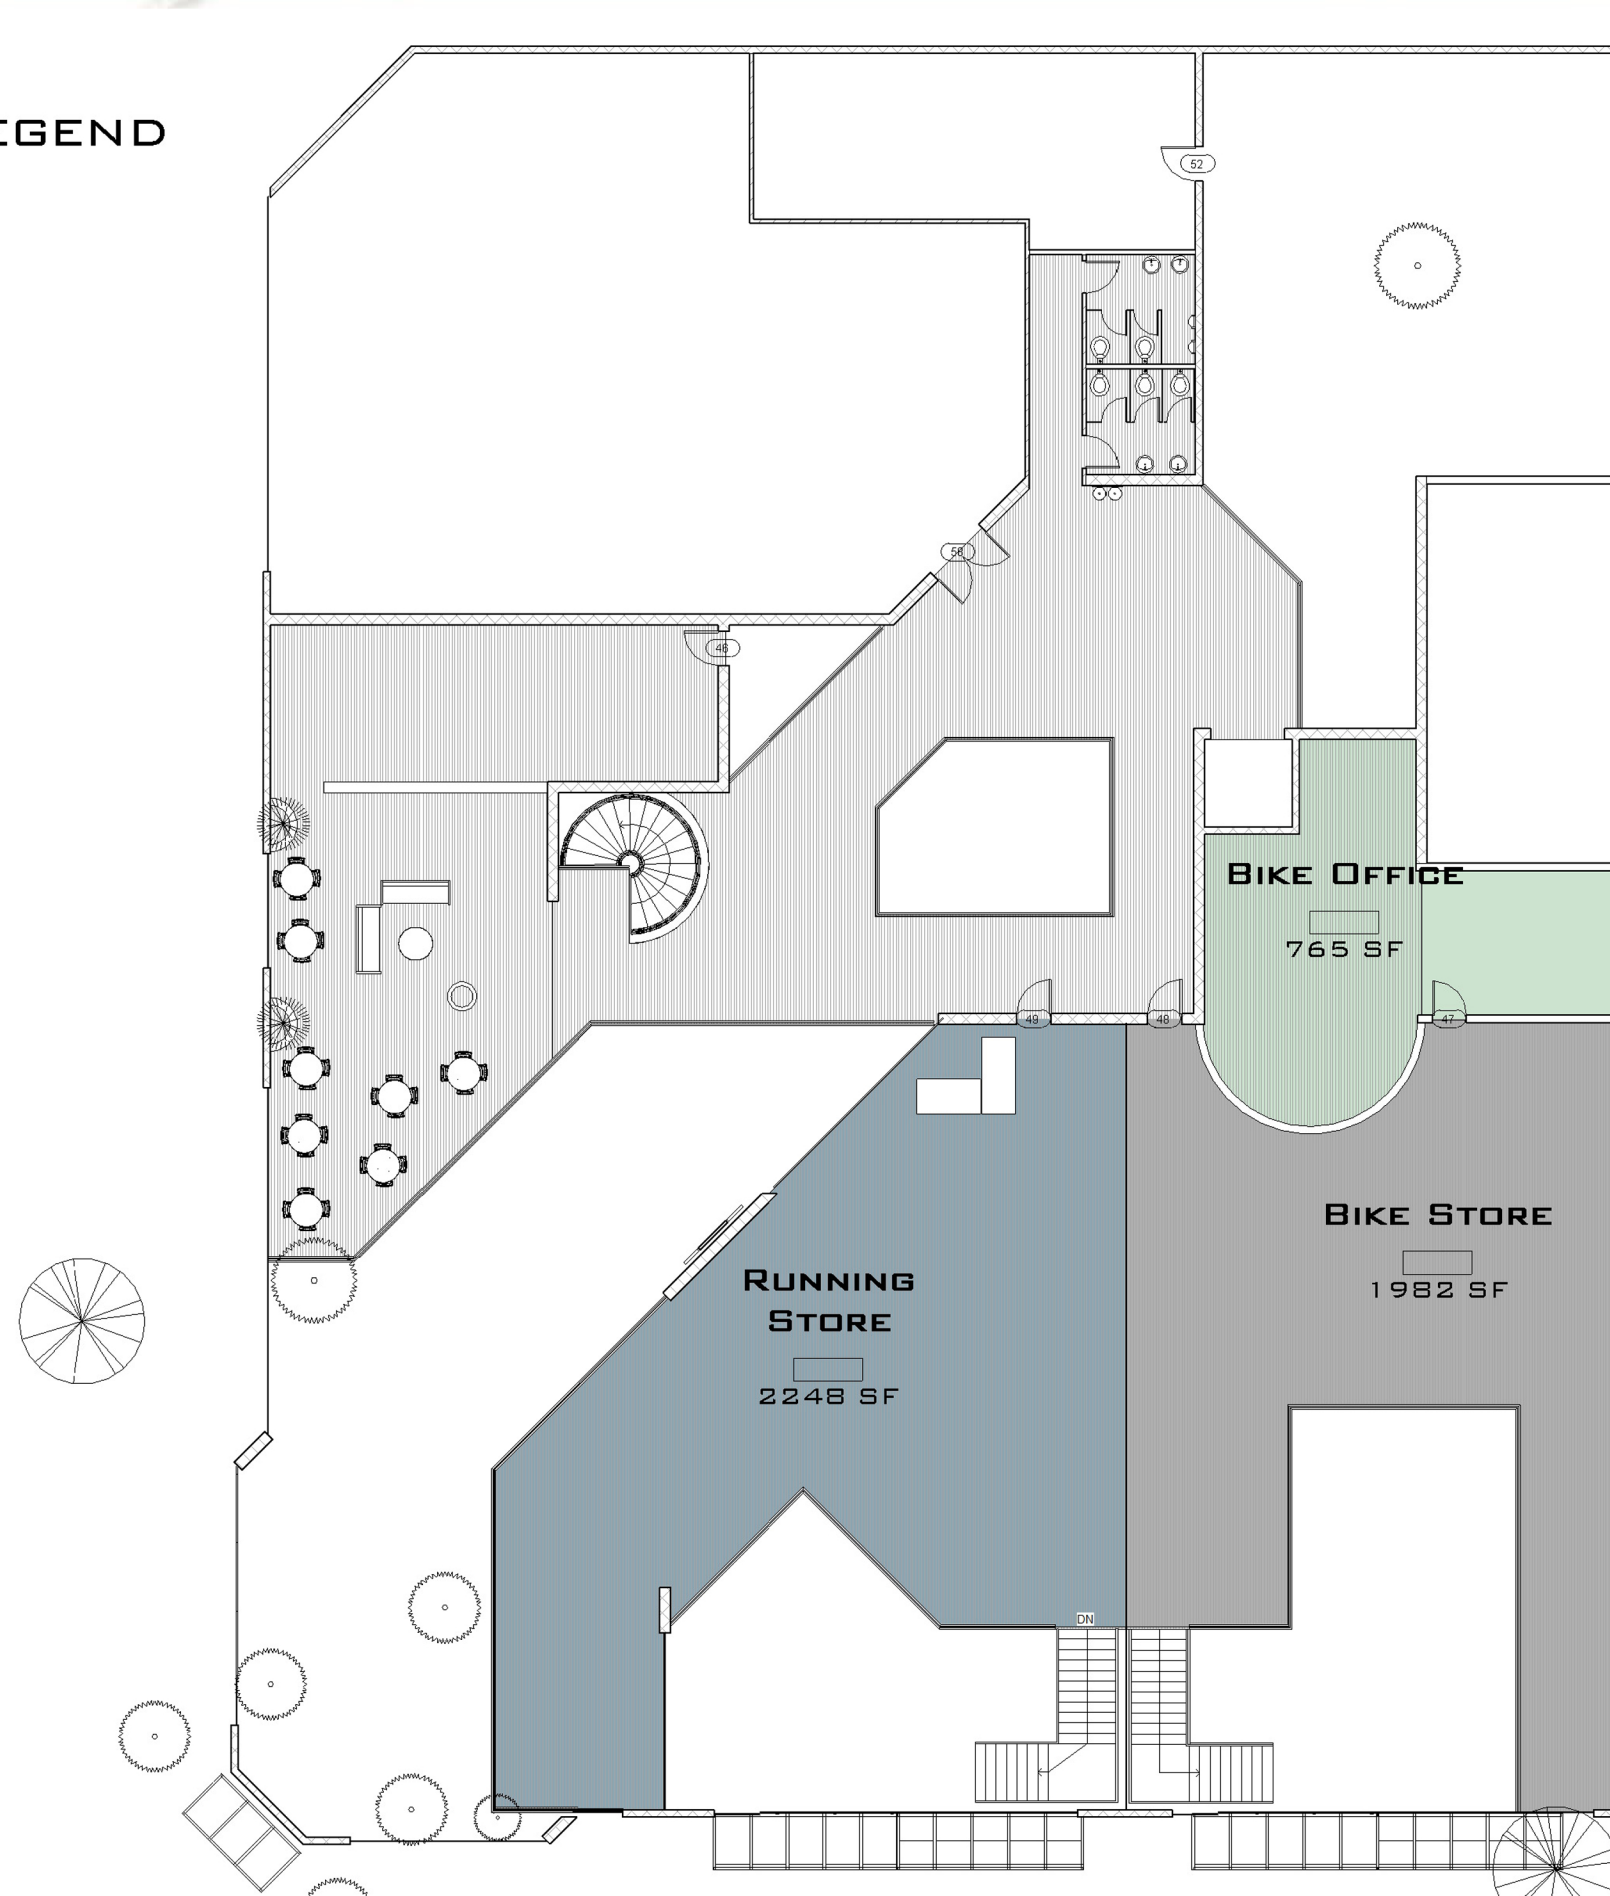 EGEND
52
50
46
BIKE OFFICE
765 SF
49
48
47
BIKE STORE
1982 SF
RUNNING
STORE
2248 SF
DN